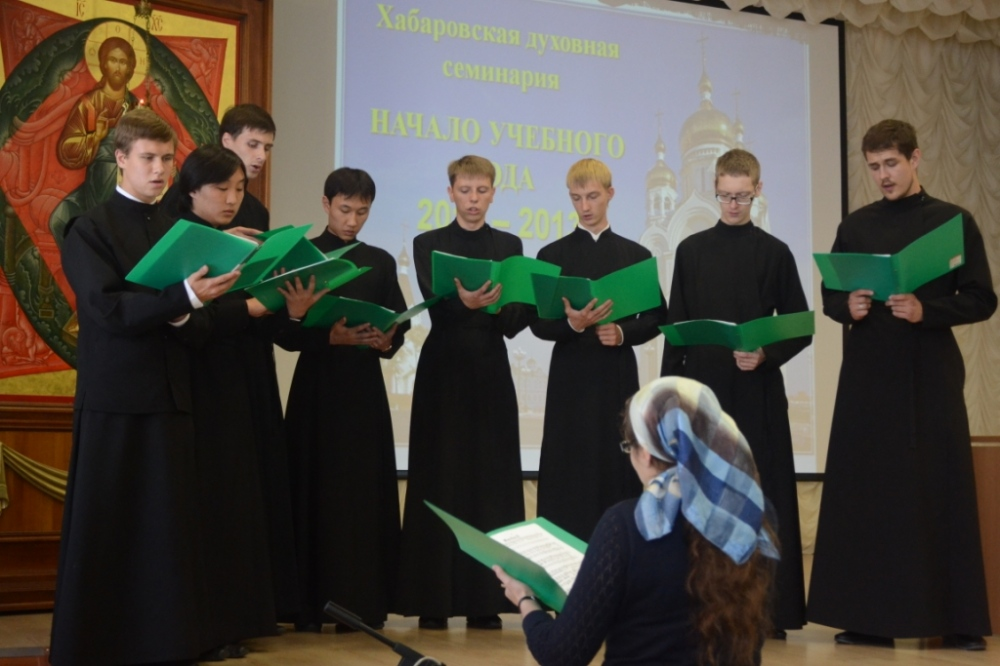 Хабаровская духовная
семинария
НАЧАЛО УЧЕБНОГО